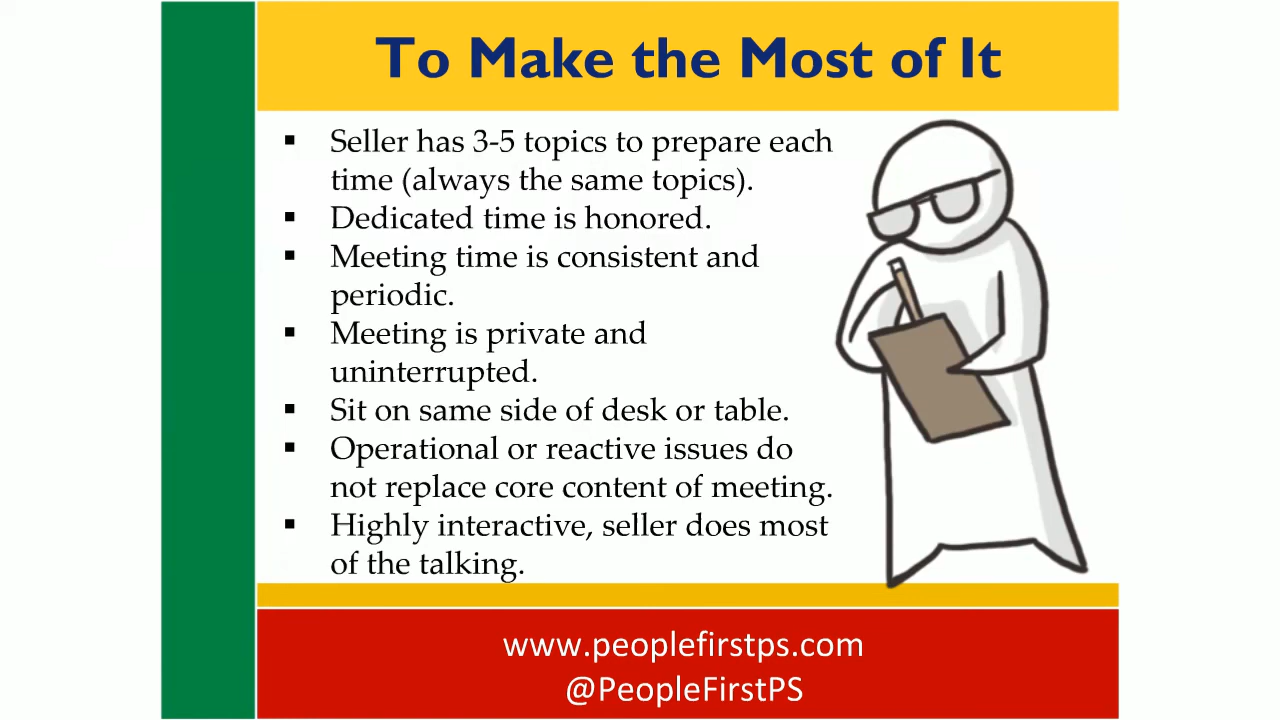 To Make the Most of It
▪ Seller has 3-5 topics to prepare each
time (always the same topics).
▪ Dedicated time is honored.
▪ Meeting time is consistent and
periodic.
▪ Meeting is private and
uninterrupted.
▪ Sit on same side of desk or table.
▪ Operational or reactive issues do
not replace core content of meeting.
▪ Highly interactive, seller does most
of the talking.
www.peoplefirstps.com
@PeopleFirstPS